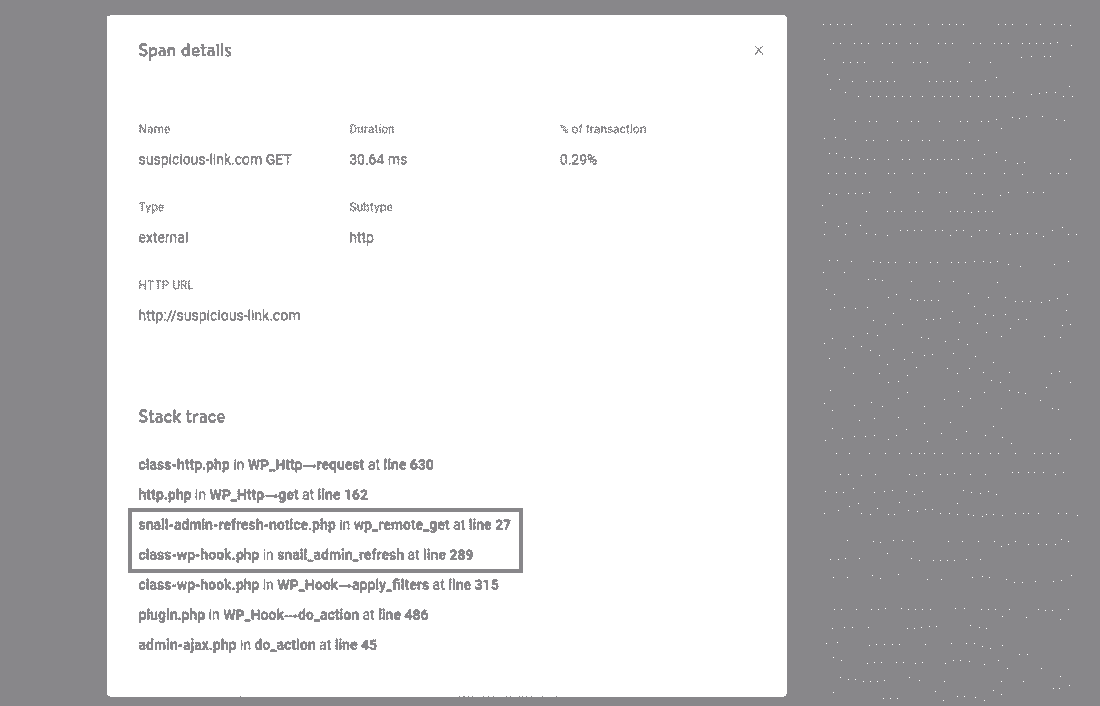 Span details
×
Name Duration % of transaction
suspicious-link.com GET 30.64 ms 0.29%
Type Subtype
external http
HTTP URL
http://suspicious-link.com
Stack trace
class-http.php in WP_Http→request at line 630
http.php in WP_Http→get at line 162
snail-admin-refresh-notice.php in wp_remote_get at line 27
class-wp-hook.php in snail_admin_refresh at line 289
class-wp-hook.php in WP_Hook→apply_filters at line 315
plugin.php in WP_Hook→do_action at line 486
admin-ajax.php in do_action at line 45